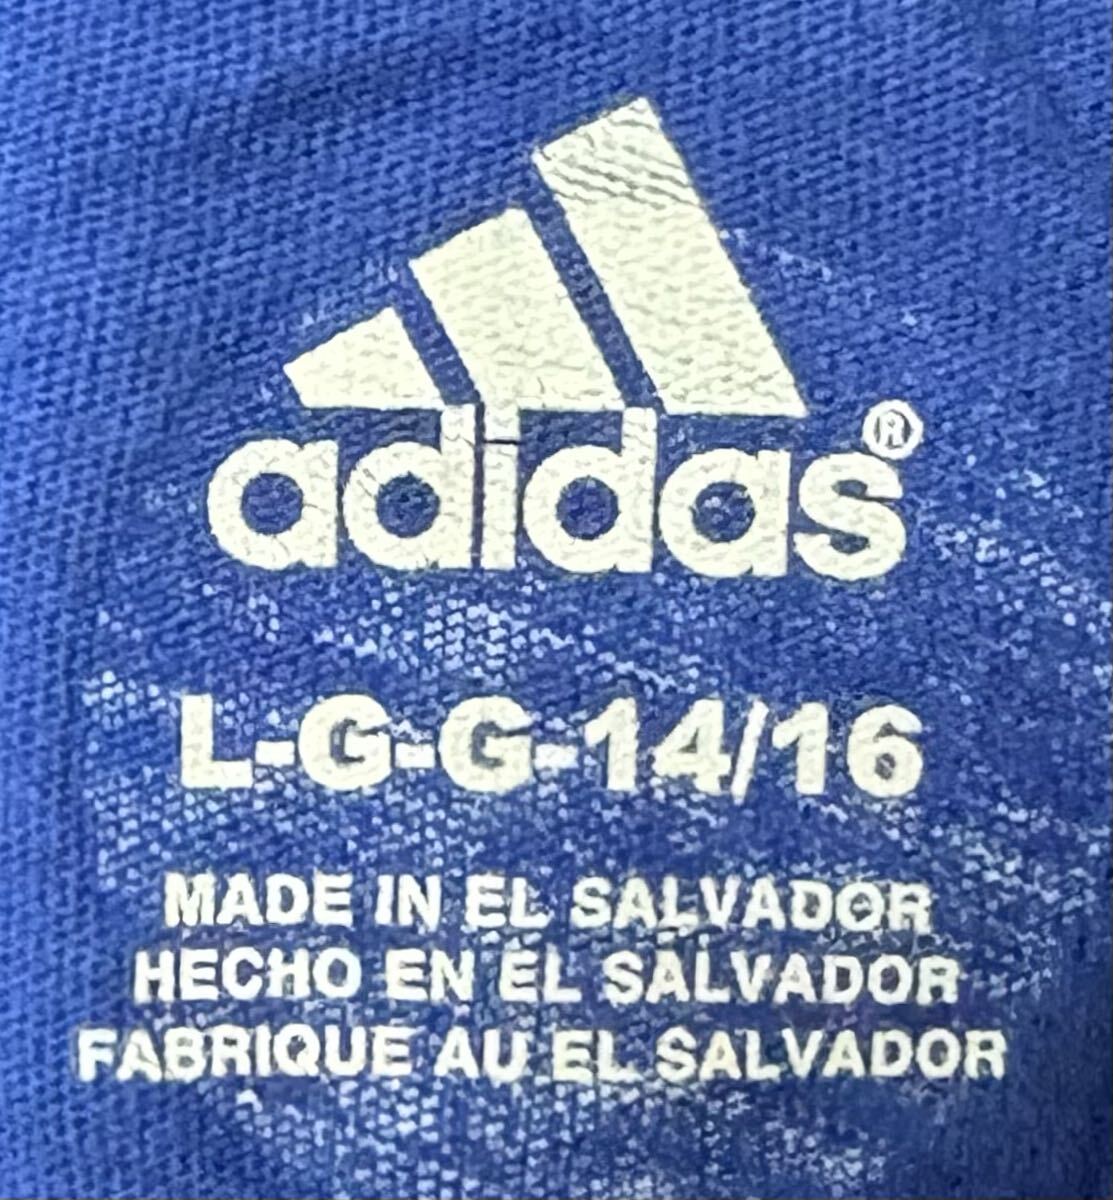 adidas®
L-G-G-14/16
MADE IN EL SALVADOR
HECHO EN EL SALVADOR
FABRIQUE AU EL SALVADOR